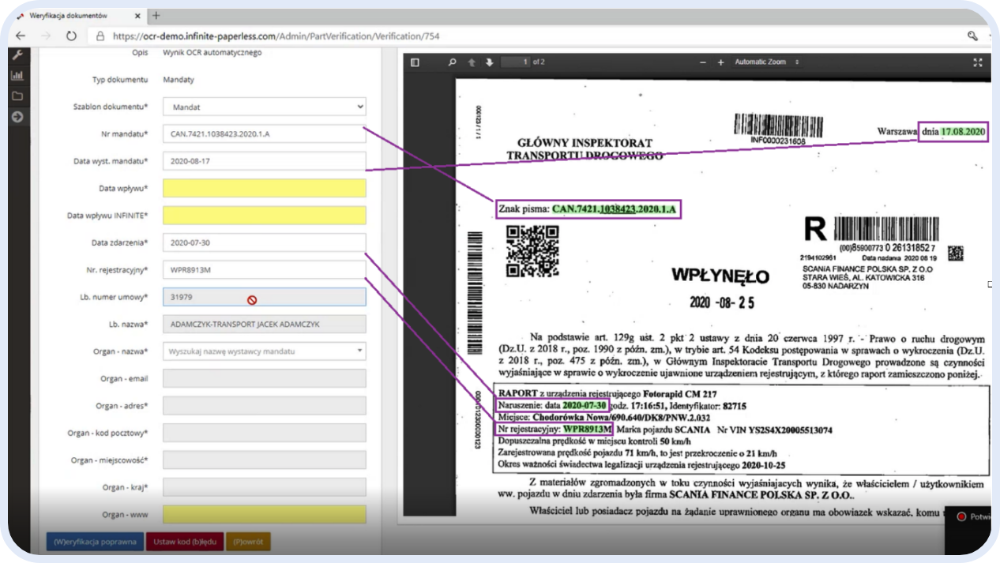 Weryfikacja dokumentów
https://ocr-demo.infinite-paperless.com/Admin/PartVerification/Verification/754
Opis Wynik OCR automatycznego
Typ dokumentu Mandaty
Szablon dokumentu* Mandat
Nr mandatu* CAN.7421.1038423.2020.1.A
Data wyst. mandatu* 2020-08-17
Data wpływu*
Data wpływu INFINITE*
Data zdarzenia* 2020-07-30
Nr. rejestracyjny* WPR8913M
Lb. numer umowy* 31979
Lb. nazwa* ADAMCZYK-TRANSPORT JACEK ADAMCZYK
Organ - nazwa* Wyszukaj nazwę wystawcy mandatu
Organ - email
Organ - adres*
Organ - kod pocztowy*
Organ - miejscowość*
Organ - kraj*
Organ - www
(W)eryfikacja poprawna Ustaw kod (b)łędu (P)owrót
1 of 2 Automatic Zoom
000123 / 1 / 1
INF0000231608
Warszawa, dnia 17.08.2020
GŁÓWNY INSPEKTORAT
TRANSPORTU DROGOWEGO
Znak pisma: CAN.7421.1038423.2020.1.A
R
(00)85900773 0 26131852 7
2194102961 Data nadania 2020 08 19
SCANIA FINANCE POLSKA SP. Z O.O
STARA WIEŚ, AL. KATOWICKA 316
05-830 NADARZYN
WPŁYNĘŁO
2020 -08- 2 5
Na podstawie art. 129g ust. 2 pkt 2 ustawy z dnia 20 czerwca 1997 r. - Prawo o ruchu drogowym
(Dz.U. z 2018 r., poz. 1990 z późn. zm.), w trybie art. 54 Kodeksu postępowania w sprawach o wykroczenia (Dz.U.
z 2018 r., poz. 475 z późn. zm.), w Głównym Inspektoracie Transportu Drogowego prowadzone są czynności
wyjaśniające w sprawie o wykroczenie ujawnione urządzeniem rejestrującym, z którego raport zamieszczono poniżej.
RAPORT z urządzenia rejestrującego Fotorapid CM 217
Naruszenie: data 2020-07-30 godz. 17:16:51, Identyfikator: 82715
Miejsce: Chodorówka Nowa/690.640/DK8/PNW.2.032
Nr rejestracyjny: WPR8913M Marka pojazdu SCANIA Nr VIN YS2S4X20005513074
Dopuszczalna prędkość w miejscu kontroli 50 km/h
Zarejestrowana prędkość pojazdu 71 km/h, to jest przekroczenie o 21 km/h
Okres ważności świadectwa legalizacji urządzenia rejestrującego 2020-10-25
Z materiałów zgromadzonych w toku czynności wyjaśniajacych wynika, że właścicielem / użytkownikiem
ww. pojazdu w dniu zdarzenia była firma SCANIA FINANCE POLSKA SP. Z O.O..
Właściciel lub posiadacz pojazdu na żądanie uprawnionego organu ma obowiązek wskazać, komu